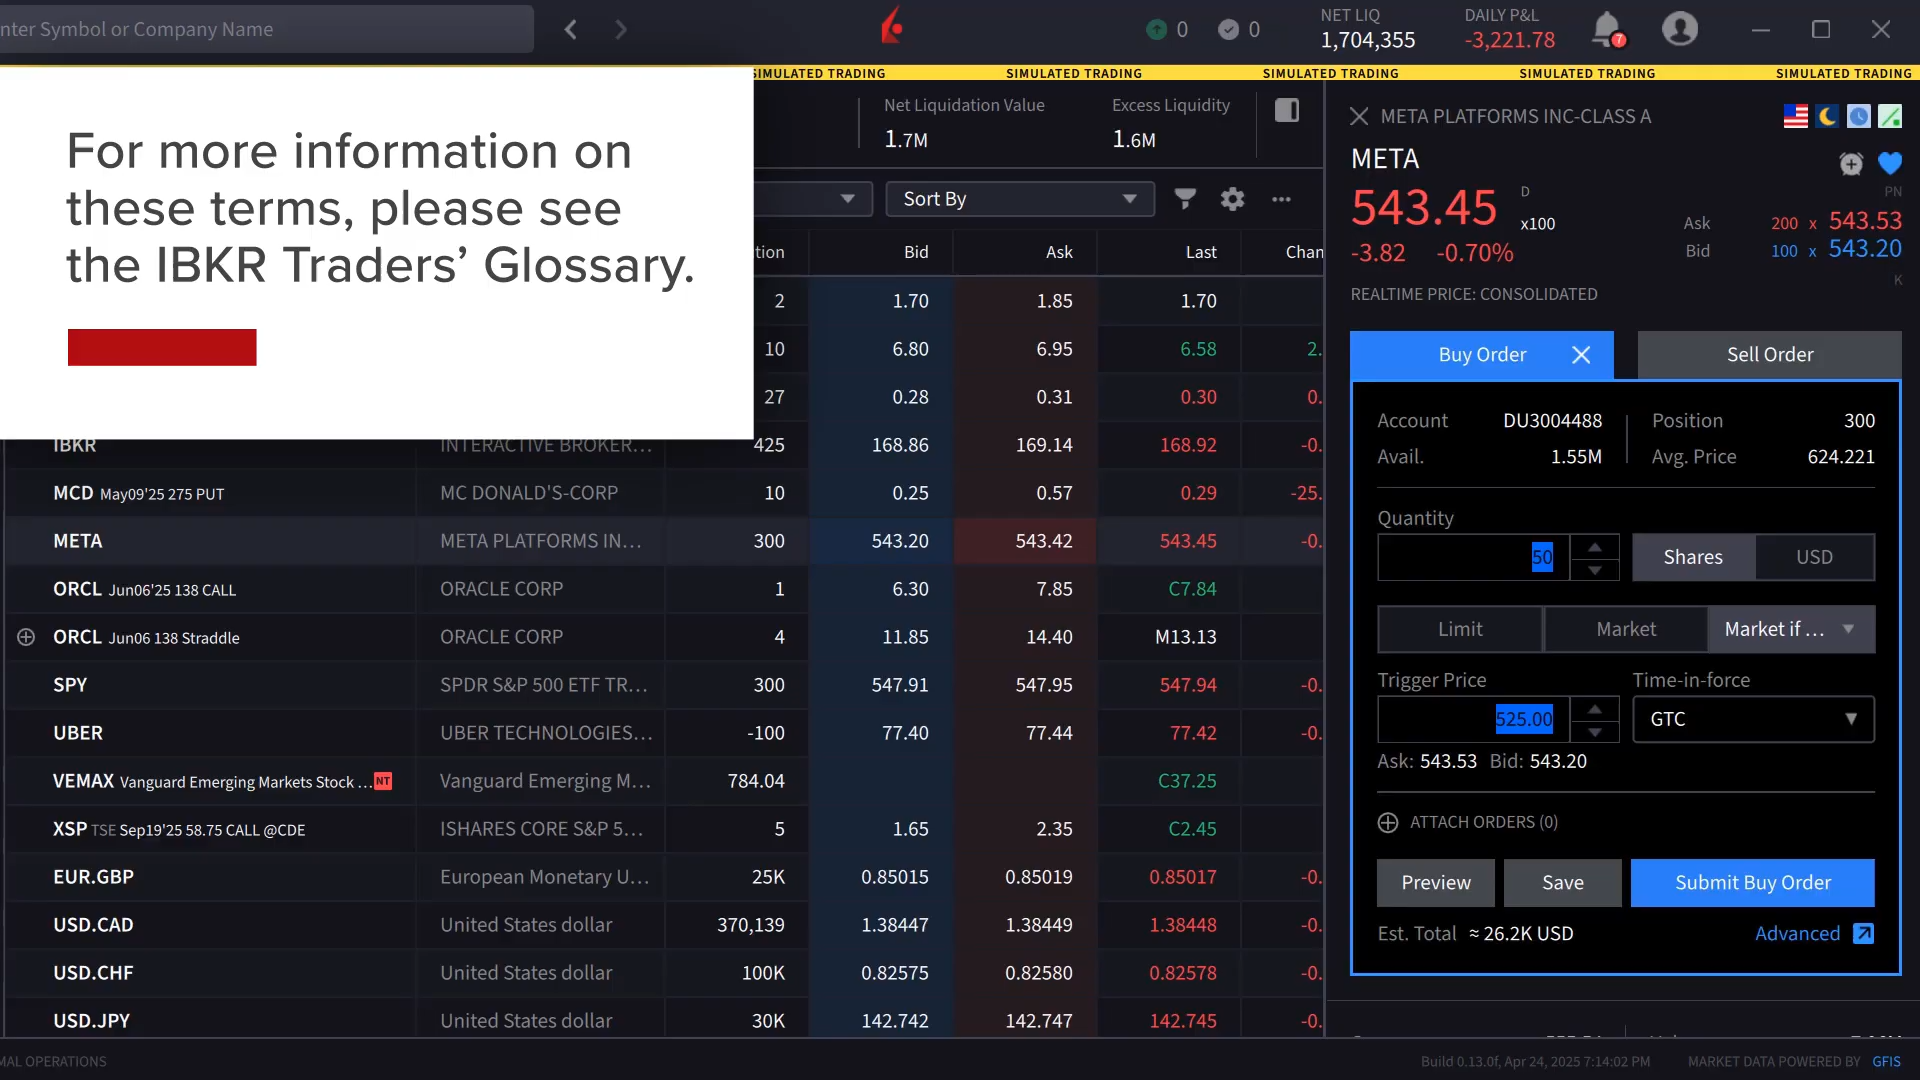 nter Symbol or Company Name
0
0
NET LIQ
1,704,355
DAILY P&L
-3,221.78
7
SIMULATED TRADING SIMULATED TRADING SIMULATED TRADING SIMULATED TRADING SIMULATED TRADING
For more information on
these terms, please see
the IBKR Traders’ Glossary.
Net Liquidation Value
1.7M
Excess Liquidity
1.6M
Sort By
tion Bid Ask Last Chan
2 1.70 1.85 1.70
10 6.80 6.95 6.58 2.
27 0.28 0.31 0.30 0.
IBKR INTERACTIVE BROKER... 425 168.86 169.14 168.92 -0.
MCD May09'25 275 PUT MC DONALD'S-CORP 10 0.25 0.57 0.29 -25.
META META PLATFORMS IN... 300 543.20 543.42 543.45 -0.
ORCL Jun06'25 138 CALL ORACLE CORP 1 6.30 7.85 C7.84
ORCL Jun06 138 Straddle ORACLE CORP 4 11.85 14.40 M13.13
SPY SPDR S&P 500 ETF TR... 300 547.91 547.95 547.94 -0.
UBER UBER TECHNOLOGIES... -100 77.40 77.44 77.42 -0.
VEMAX Vanguard Emerging Markets Stock ... NT Vanguard Emerging M... 784.04 C37.25
XSP TSE Sep19'25 58.75 CALL @CDE ISHARES CORE S&P 5... 5 1.65 2.35 C2.45
EUR.GBP European Monetary U... 25K 0.85015 0.85019 0.85017 -0.
USD.CAD United States dollar 370,139 1.38447 1.38449 1.38448 -0.
USD.CHF United States dollar 100K 0.82575 0.82580 0.82578 -0.
USD.JPY United States dollar 30K 142.742 142.747 142.745 -0.
META PLATFORMS INC-CLASS A
META
543.45 D x100
-3.82 -0.70%
PN
Ask 200 x 543.53
Bid 100 x 543.20
K
REALTIME PRICE: CONSOLIDATED
Buy Order
Sell Order
Account DU3004488 Position 300
Avail. 1.55M Avg. Price 624.221
Quantity
50 Shares USD
Limit Market Market if ...
Trigger Price Time-in-force
525.00 GTC
Ask: 543.53 Bid: 543.20
ATTACH ORDERS (0)
Preview Save Submit Buy Order
Est. Total ≈ 26.2K USD Advanced
MAL OPERATIONS
Build 0.13.0f, Apr 24, 2025 7:14:02 PM
MARKET DATA POWERED BY GFIS